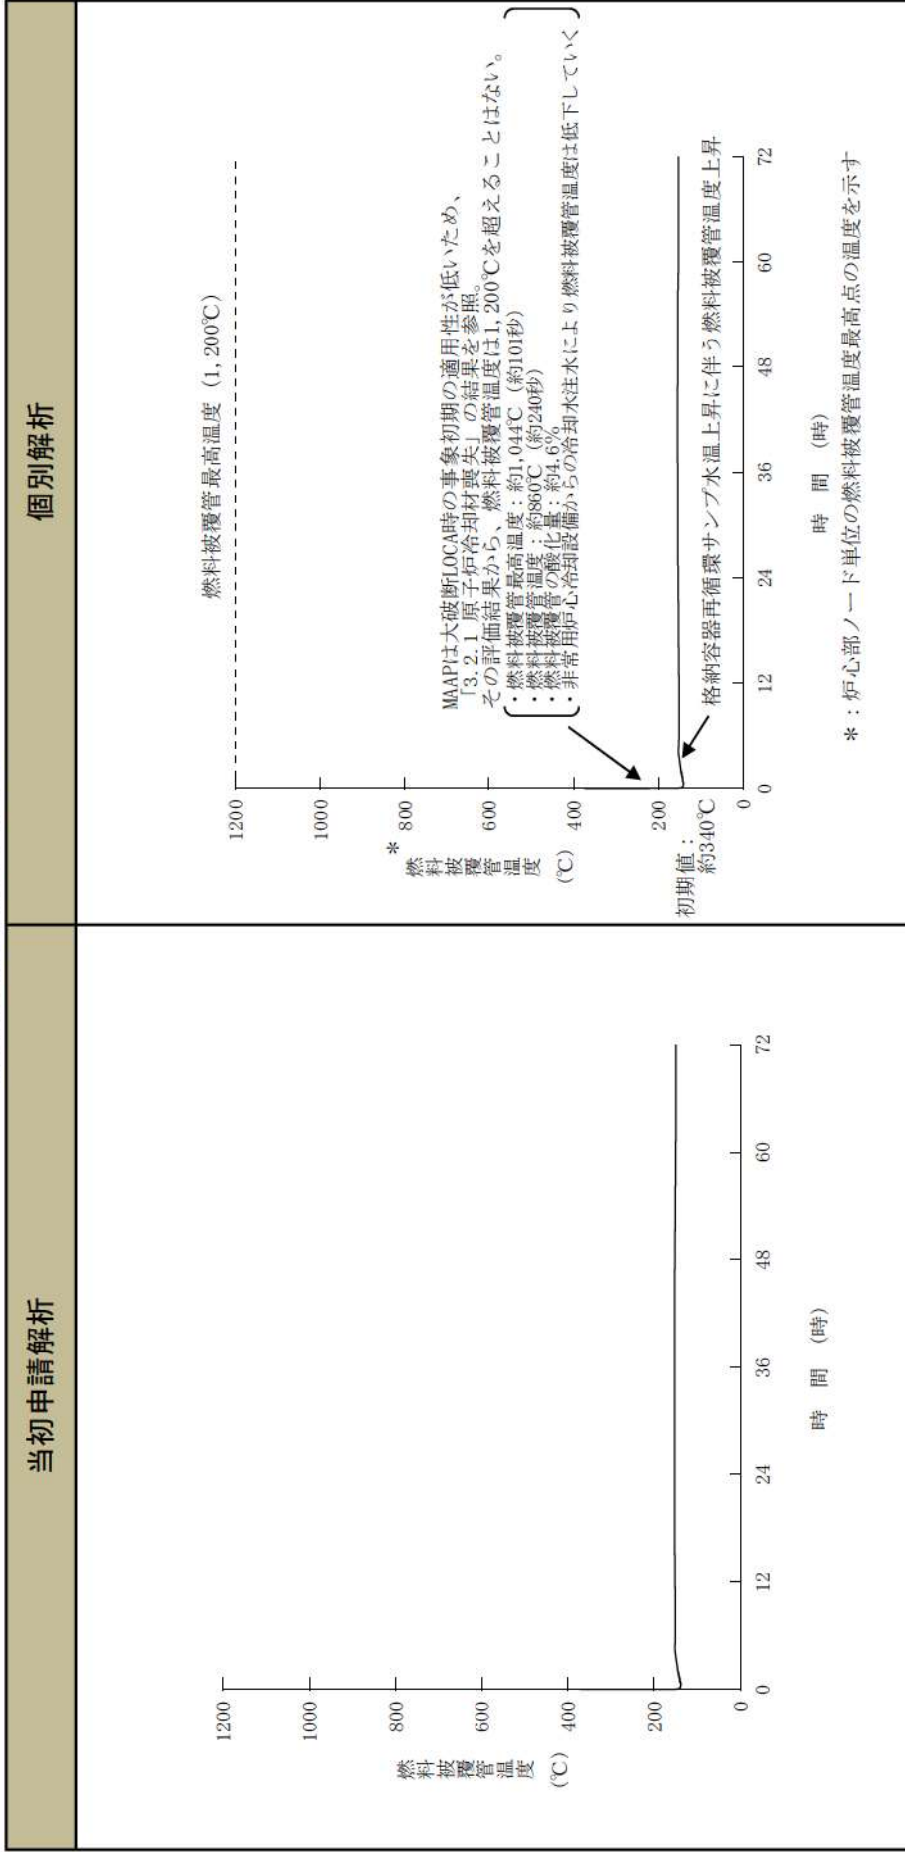 当初申請解析
1200
1000
800
600
400
200
0
燃料被覆管温度
(℃)
0
12
24
36
48
60
72
時 間 (時)
個別解析
燃料被覆管最高温度 (1,200℃)
1200
1000
800
600
400
200
0
*
燃料被覆管温度
(℃)
初期値：
約340℃
MAAPは大破断LOCA時の事象初期の適用性が低いため、
「3.2.1 原子炉冷却材喪失」の結果を参照。
その評価結果から、燃料被覆管温度は1,200℃を超えることはない。
・燃料被覆管最高温度：約1,044℃ (約101秒)
・燃料被覆管温度：約860℃ (約240秒)
・燃料被覆管の酸化量：約4.6%
・非常用炉心冷却設備からの冷却水注水により燃料被覆管温度は低下していく
格納容器再循環サンプ水温上昇に伴う燃料被覆管温度上昇
0
12
24
36
48
60
72
時 間 (時)
*：炉心部ノード単位の燃料被覆管温度最高点の温度を示す